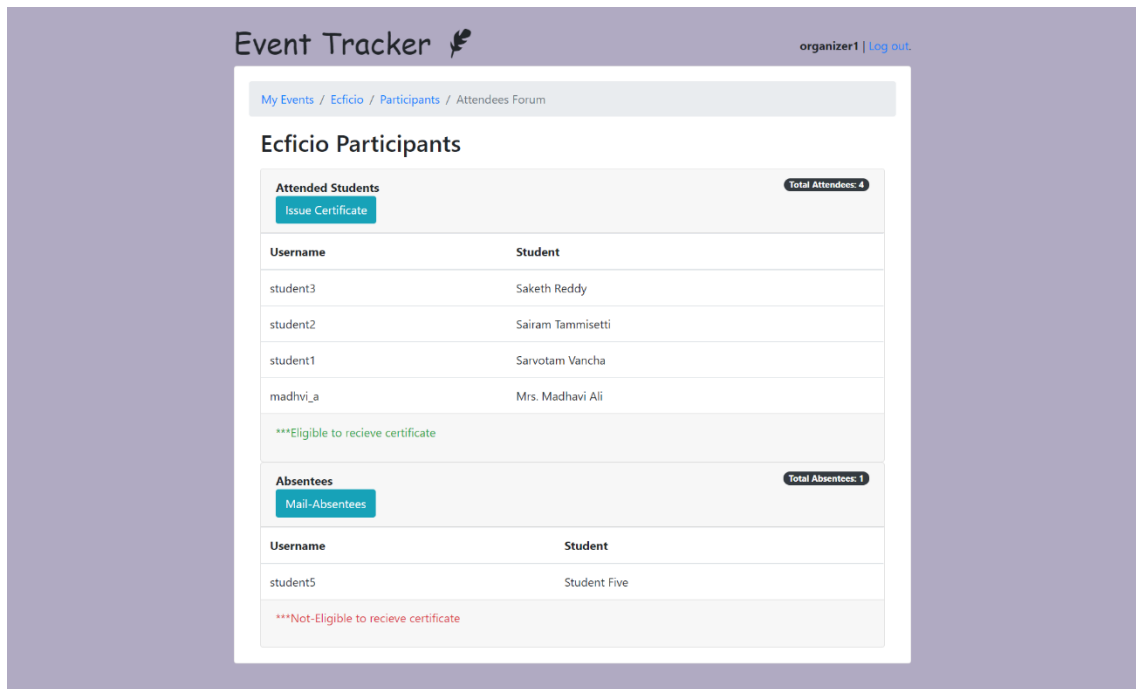 Event Tracker
organizer1 | Log out.
My Events / Ecficio / Participants / Attendees Forum
Ecficio Participants
Attended Students
Total Attendees: 4
Issue Certificate
Username Student
student3 Saketh Reddy
student2 Sairam Tammisetti
student1 Sarvotam Vancha
madhvi_a Mrs. Madhavi Ali
***Eligible to recieve certificate
Absentees
Total Absentees: 1
Mail-Absentees
Username Student
student5 Student Five
***Not-Eligible to recieve certificate